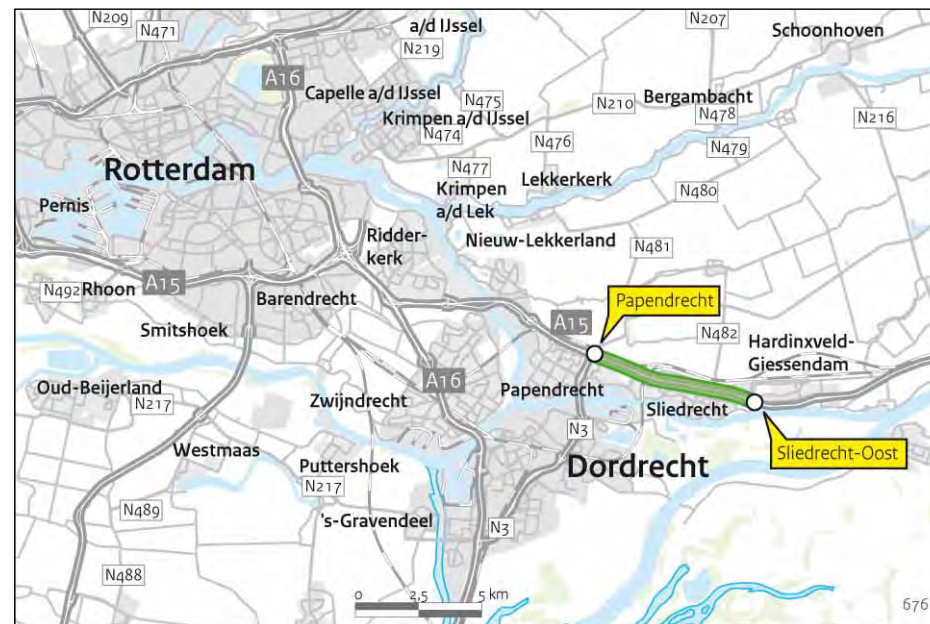 N209
N471
a/d IJssel
N219
N207
Schoonhoven
A16
Capelle a/d IJssel
N475
N210
Bergambacht
N478
N216
Krimpen a/d IJssel
N474
N476
N479
Rotterdam
N477
Lekkerkerk
N480
Krimpen
a/d Lek
Pernis
Ridder-
kerk
Nieuw-Lekkerland
N481
N492
Rhoon
A15
Barendrecht
Papendrecht
A15
N482
Hardinxveld-
Giessendam
Smitshoek
A16
Oud-Beijerland
N217
Zwijndrecht
Papendrecht
Sliedrecht
N3
Westmaas
Puttershoek
Dordrecht
Sliedrecht-Oost
N217
N489
's-Gravendeel
N3
N488
0 2,5 5 km
676